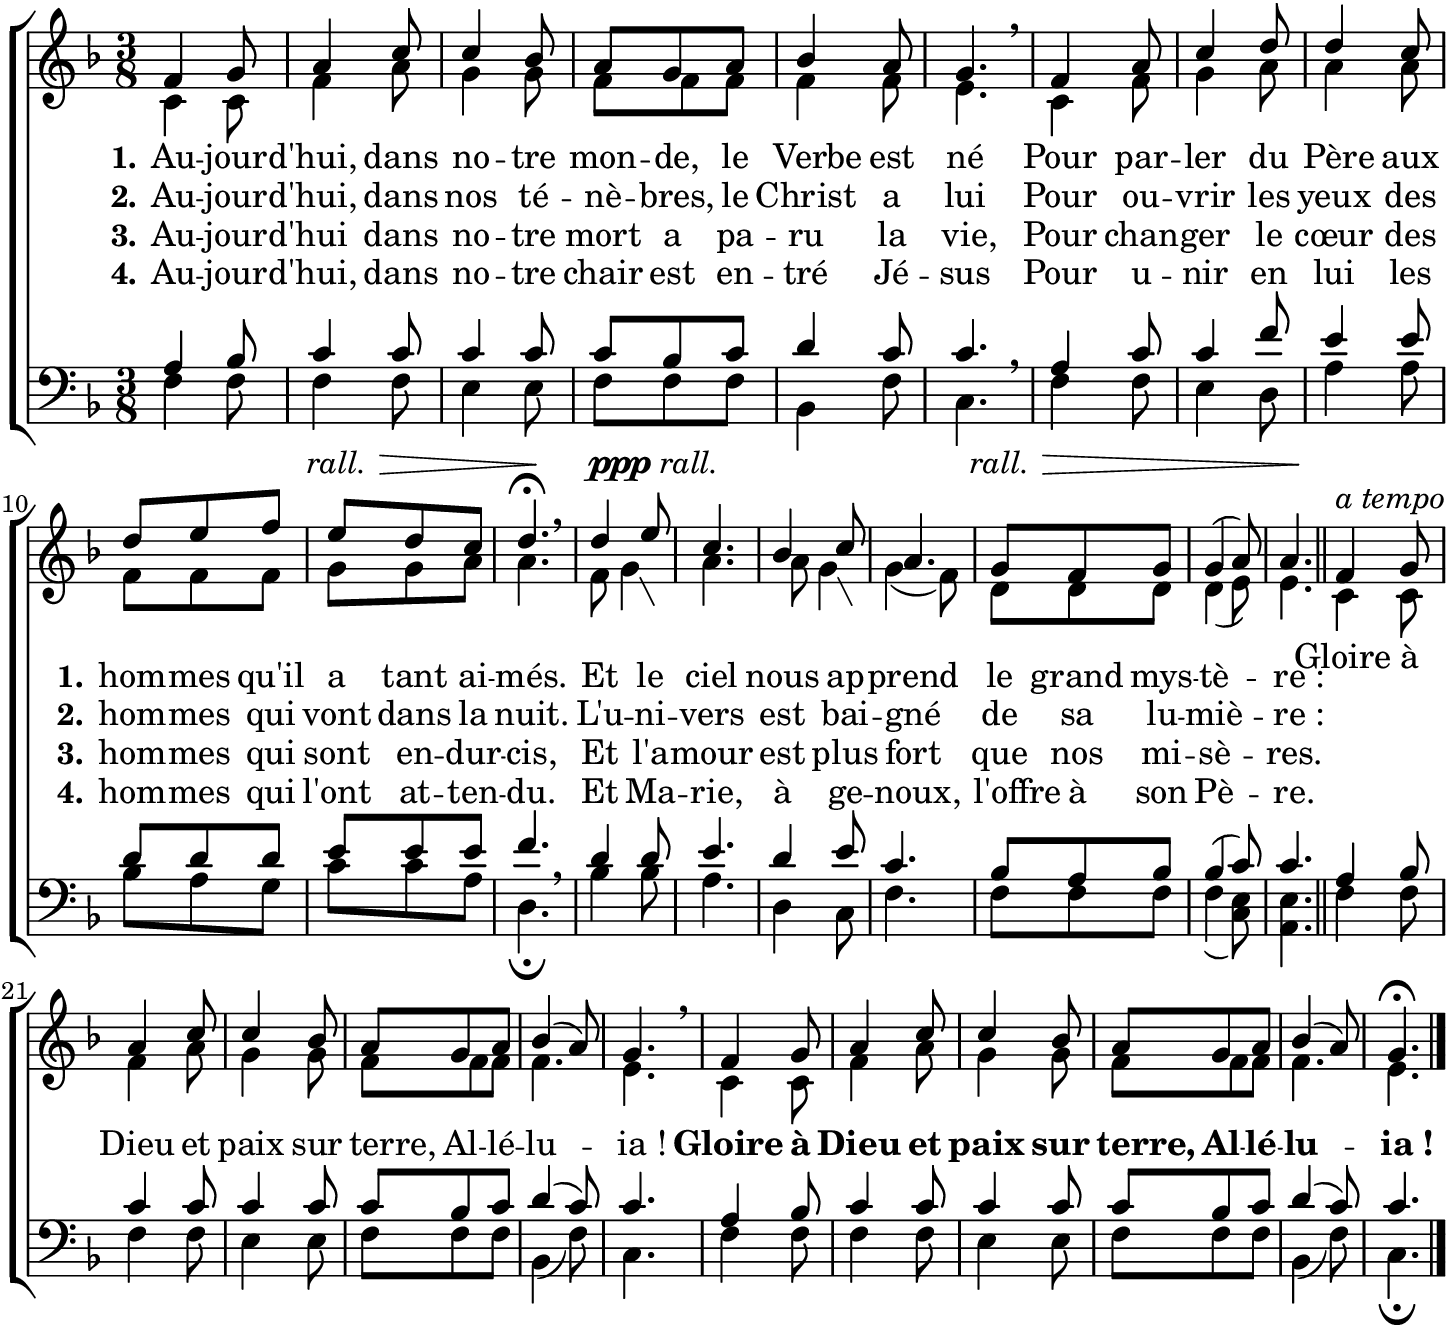 1. Au -jourd'hui, dans no -tre mon -de, le Verbe est né Pour par -ler du Père aux
2. Au -jourd'hui, dans nos té -nè -bres, le Christ a lui Pour ou -vrir les yeux des
3. Au -jourd'hui dans no -tre mort a pa -ru la vie, Pour changer le cœur des
4. Au -jourd'hui, dans no -tre chair est en -tré Jé -sus Pour u -nir en lui les
rall. ppp rall. rall.
10 a tempo
Gloire à
1. hommes qu'il a tant ai -més. Et le ciel nous apprend le grand mys -tè -re :
2. hommes qui vont dans la nuit. L'u -ni -vers est bai -gné de sa lu -miè -re :
3. hommes qui sont en -dur -cis, Et l'amour est plus fort que nos mi -sè -res.
4. hommes qui l'ont at -ten -du. Et Ma -rie, à ge -noux, l'offre à son Pè -re.
21
Dieu et paix sur terre, Al -lé -lu -ia ! Gloire à Dieu et paix sur terre, Al -lé -lu -ia !